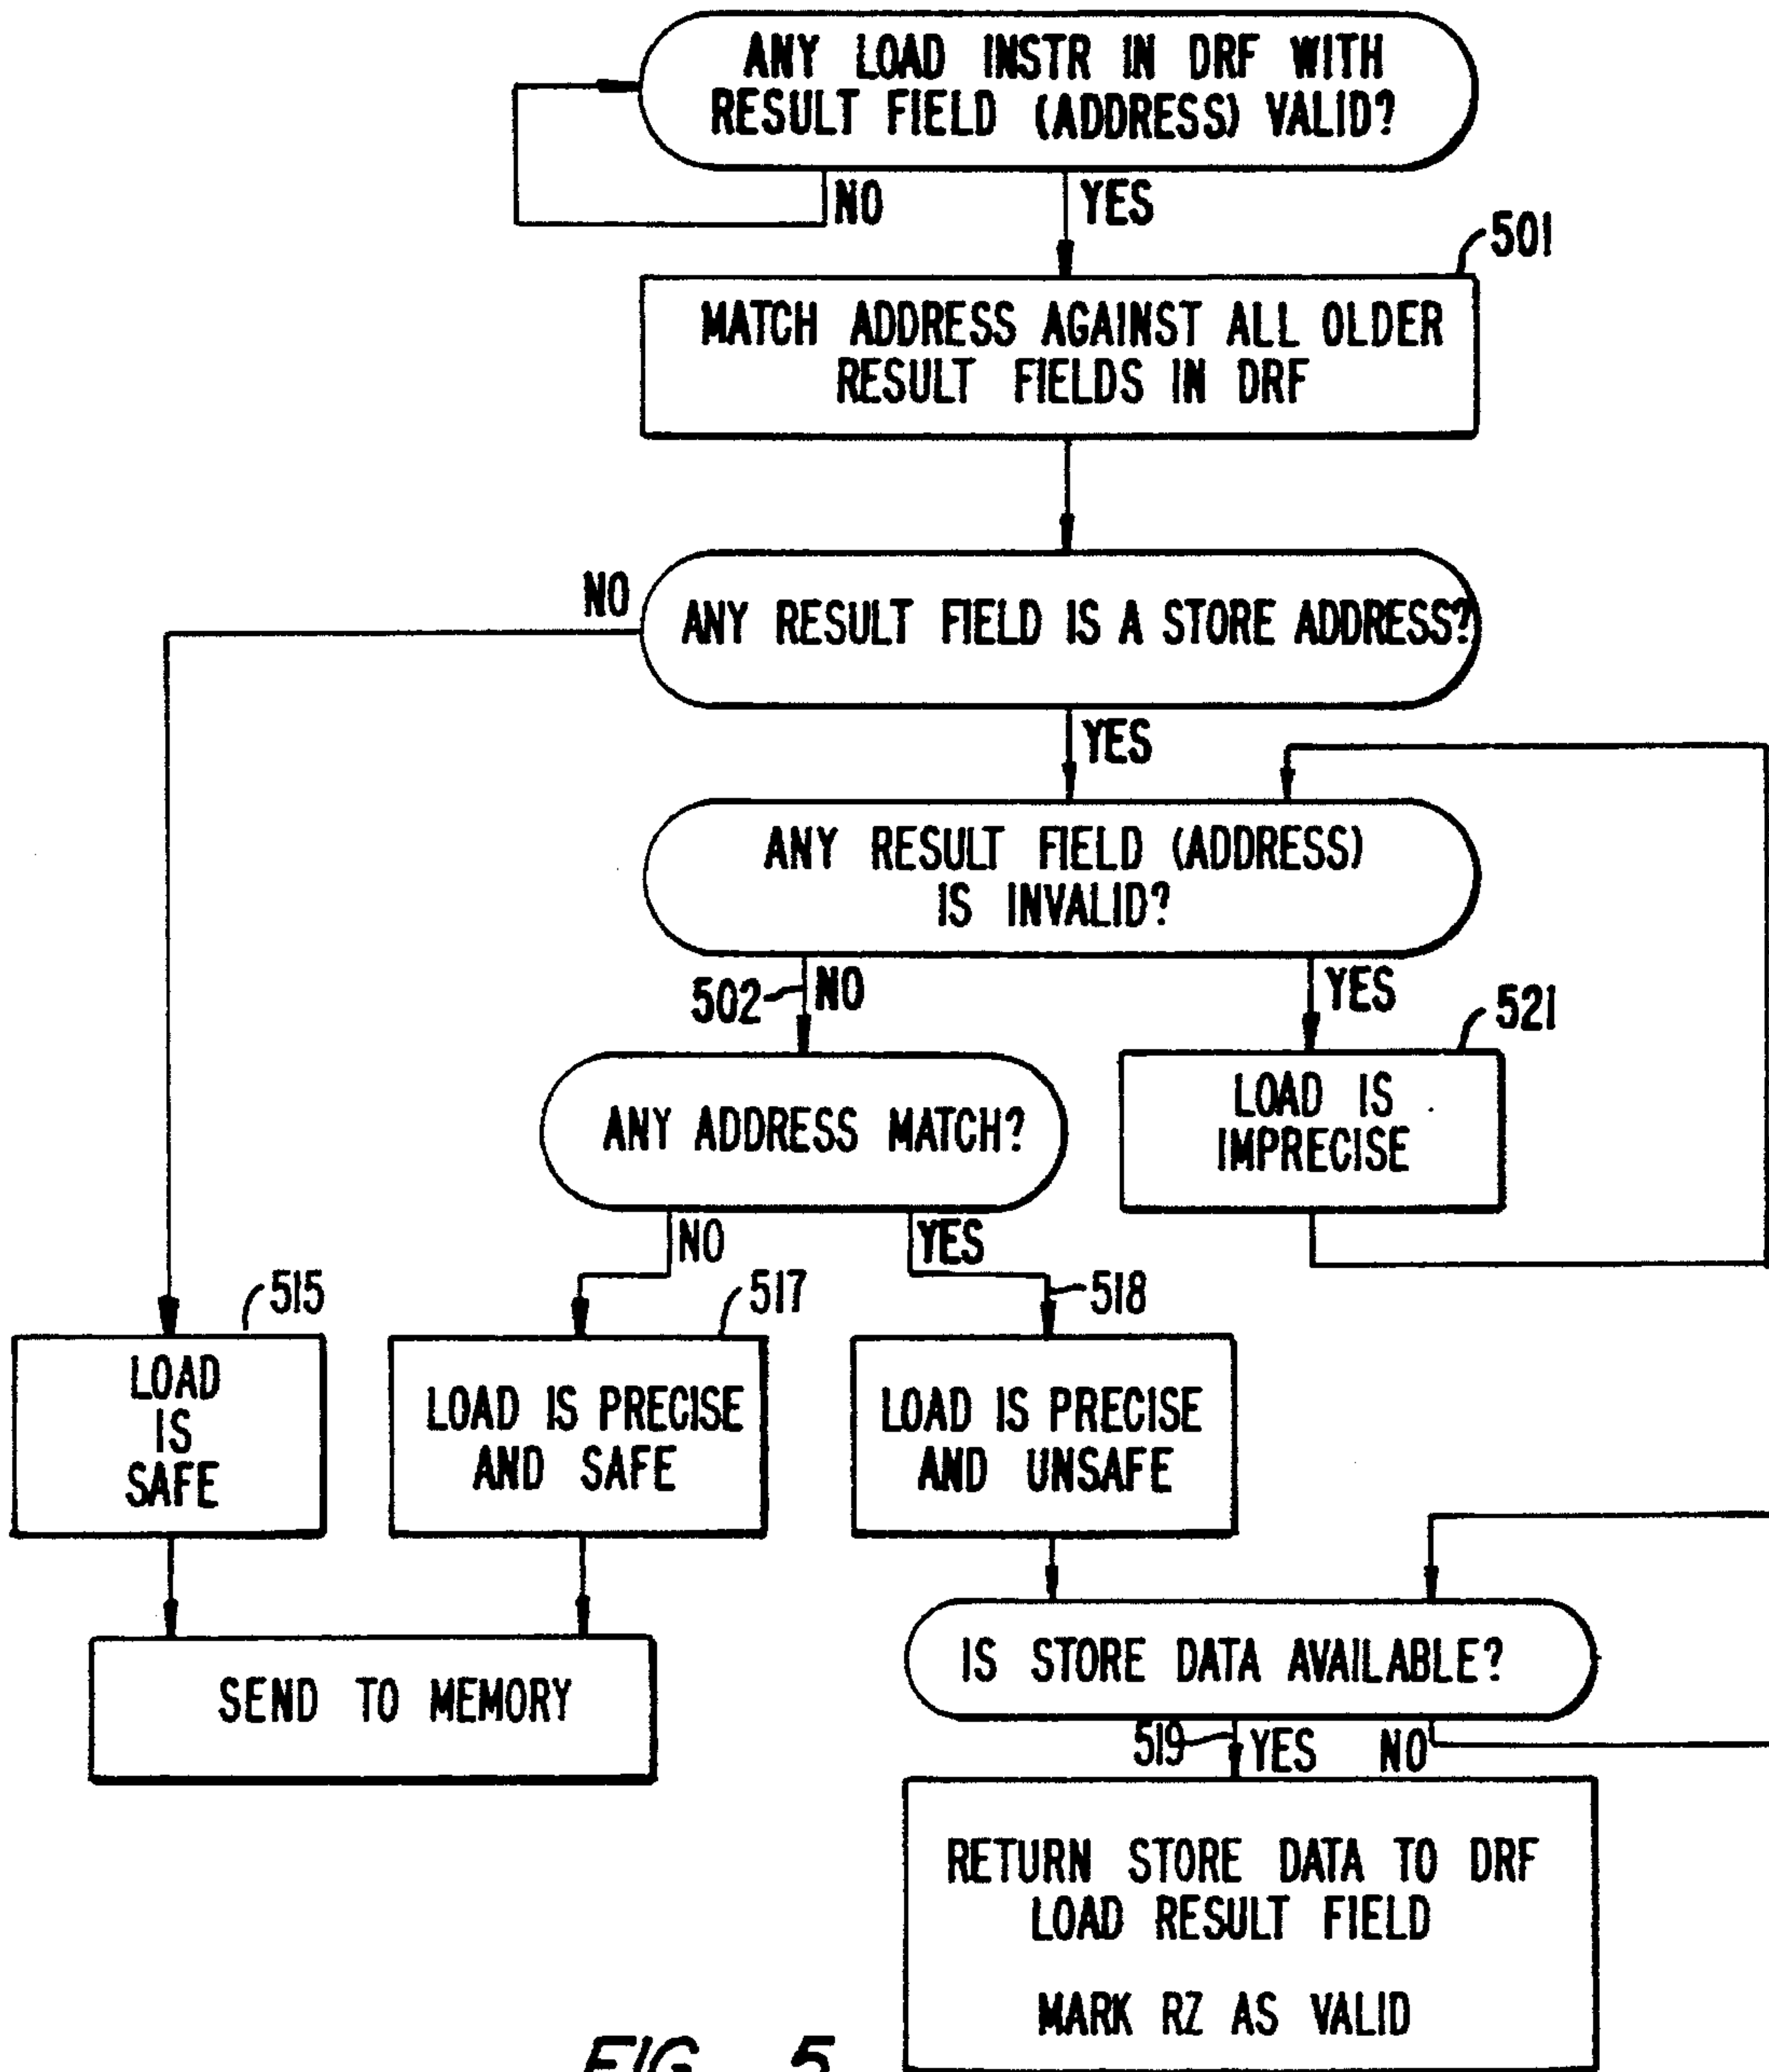 ANY LOAD INSTR IN DRF WITH
RESULT FIELD (ADDRESS) VALID?
NO
YES
501
MATCH ADDRESS AGAINST ALL OLDER
RESULT FIELDS IN DRF
NO
ANY RESULT FIELD IS A STORE ADDRESS?
YES
ANY RESULT FIELD (ADDRESS)
IS INVALID?
502
NO
YES
521
ANY ADDRESS MATCH?
LOAD IS
IMPRECISE
NO
YES
515
517
518
LOAD
IS
SAFE
LOAD IS PRECISE
AND SAFE
LOAD IS PRECISE
AND UNSAFE
SEND TO MEMORY
IS STORE DATA AVAILABLE?
519
YES
NO
RETURN STORE DATA TO DRF
LOAD RESULT FIELD
MARK RZ AS VALID
FIG. 5